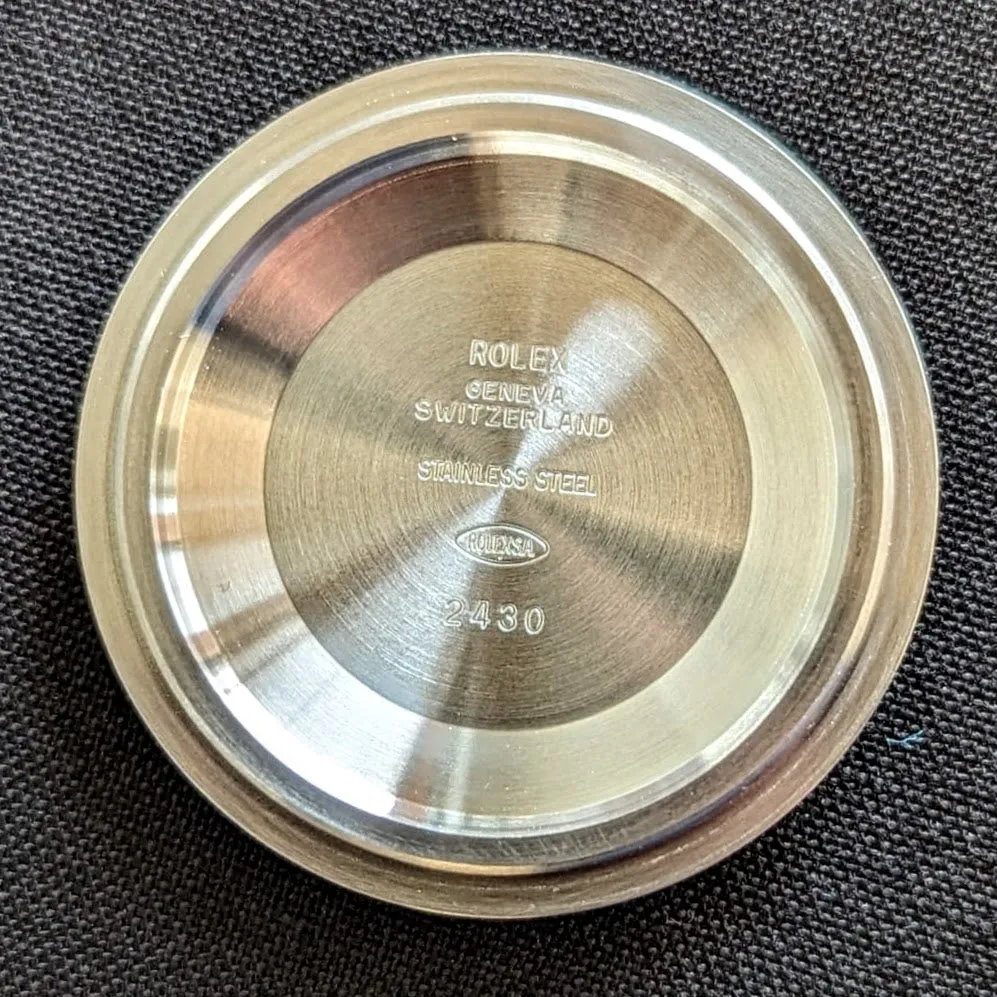 ROLEX
GENEVA
SWITZERLAND
STAINLESS STEEL
ROLEXSA
2430